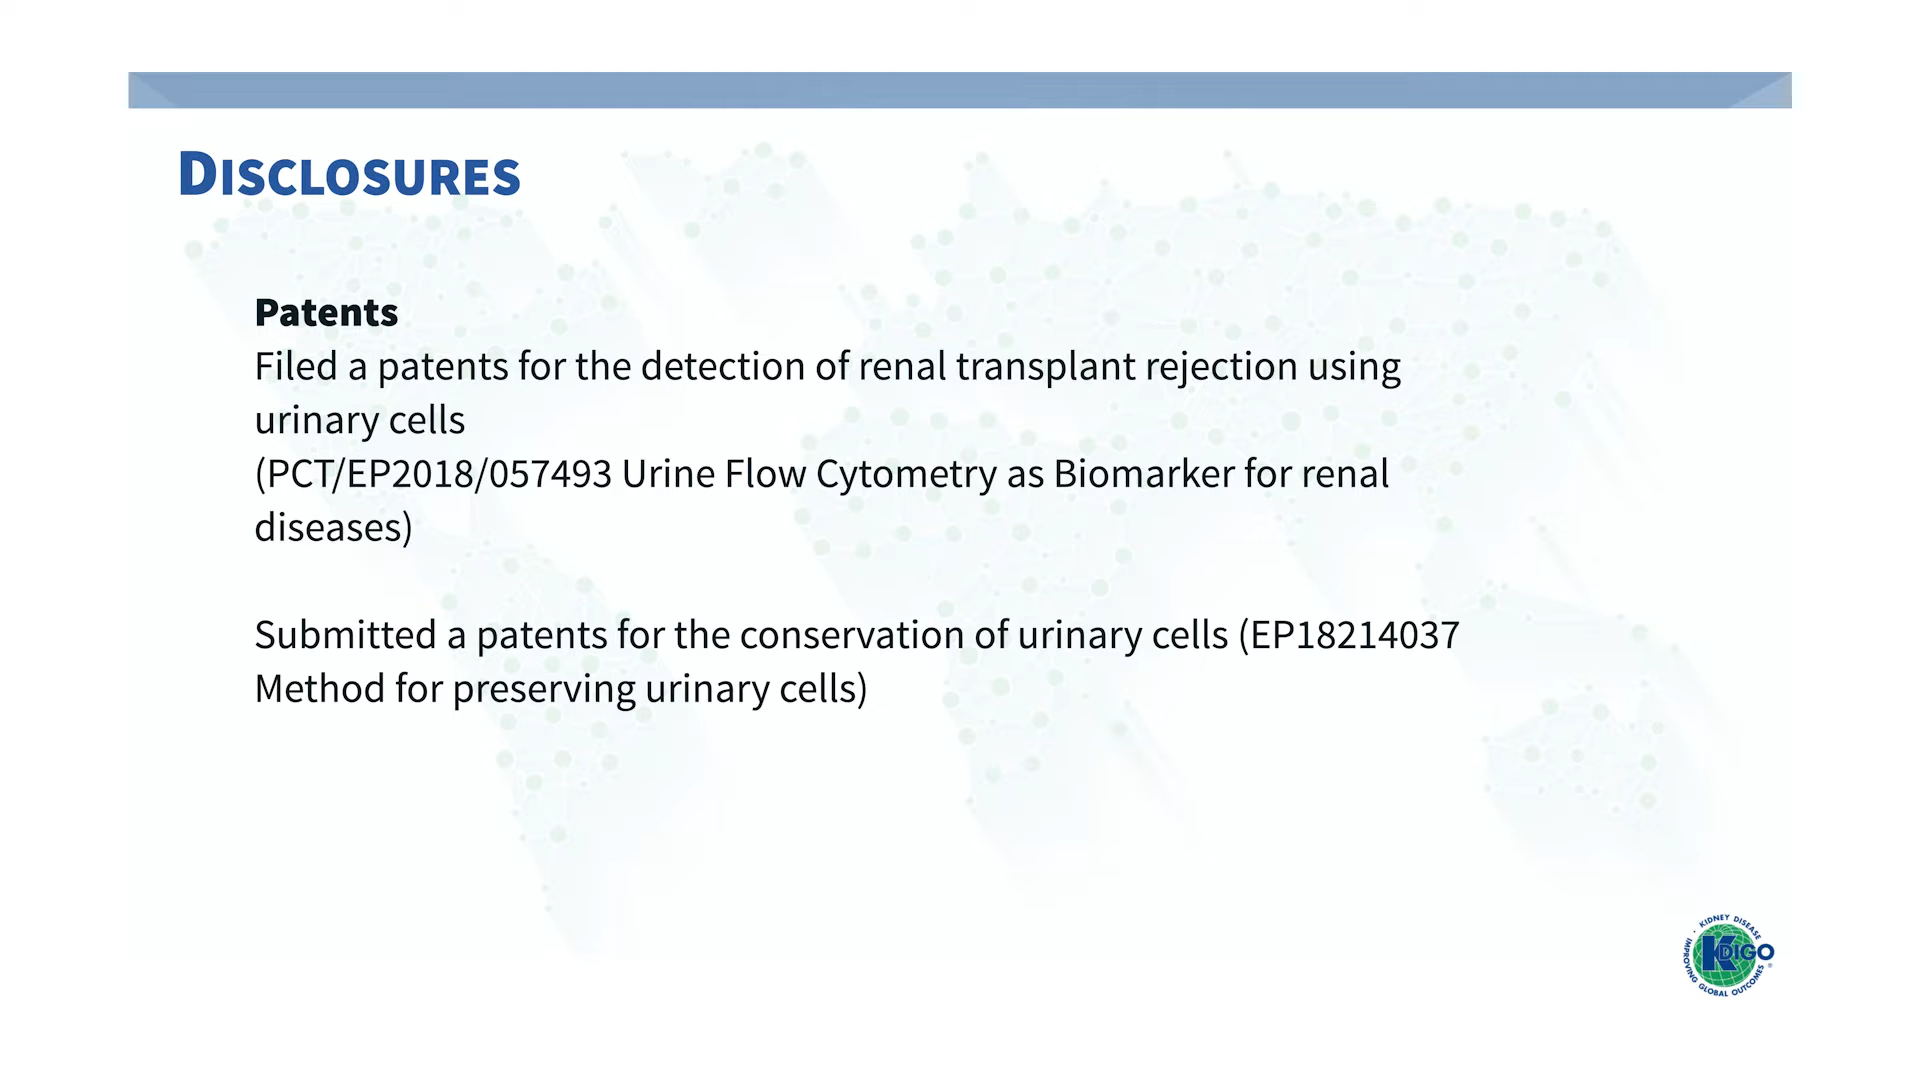 DISCLOSURES
Patents
Filed a patents for the detection of renal transplant rejection using
urinary cells
(PCT/EP2018/057493 Urine Flow Cytometry as Biomarker for renal
diseases)
Submitted a patents for the conservation of urinary cells (EP18214037
Method for preserving urinary cells)
KIDNEY DISEASE
KDIGO
IMPROVING GLOBAL OUTCOMES